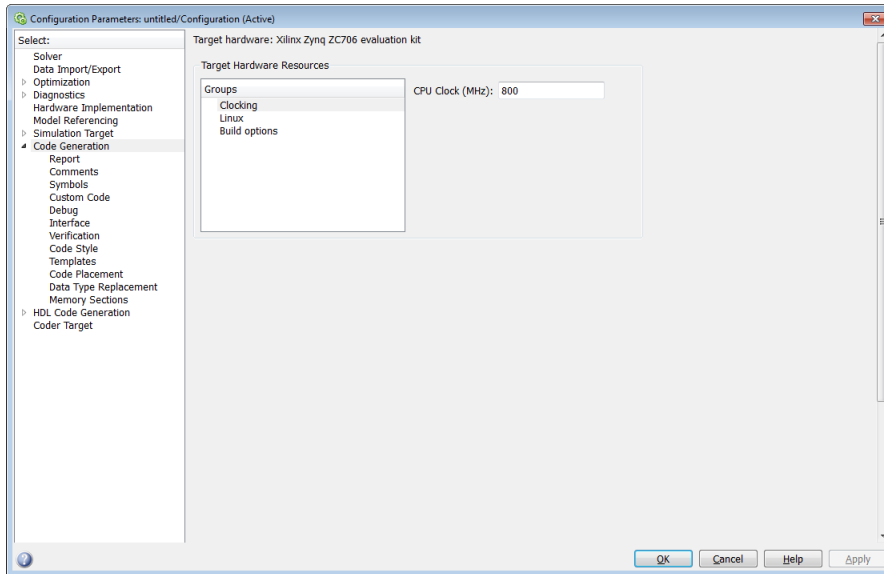 Configuration Parameters: untitled/Configuration (Active)
Select:
Solver
Data Import/Export
Optimization
Diagnostics
Hardware Implementation
Model Referencing
Simulation Target
Code Generation
Report
Comments
Symbols
Custom Code
Debug
Interface
Verification
Code Style
Templates
Code Placement
Data Type Replacement
Memory Sections
HDL Code Generation
Coder Target
Target hardware: Xilinx Zynq ZC706 evaluation kit
Target Hardware Resources
Groups
Clocking
Linux
Build options
CPU Clock (MHz): 800
OK Cancel Help Apply